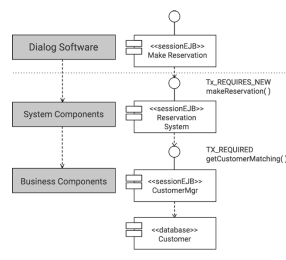 Dialog Software
<<sessionEJB>>
Make Reservation
Tx_REQUIRES_NEW
makeReservation( )
System Components
<<sessionEJB>>
Reservation
System
TX_REQUIRED
getCustomerMatching( )
Business Components
<<sessionEJB>>
CustomerMgr
<<database>>
Customer